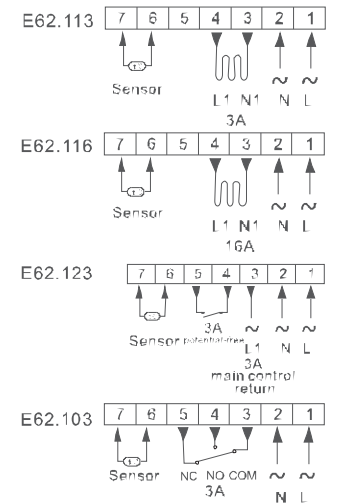 E62.113 7 6 5 4 3 2 1
Sensor L1 N1 N L
3A
E62.116 7 6 5 4 3 2 1
Sensor L1 N1 N L
16A
E62.123 7 6 5 4 3 2 1
3A
Sensor potential-free L1 N L
3A
main control
return
E62.103 7 6 5 4 3 2 1
Sensor NC NO COM N L
3A